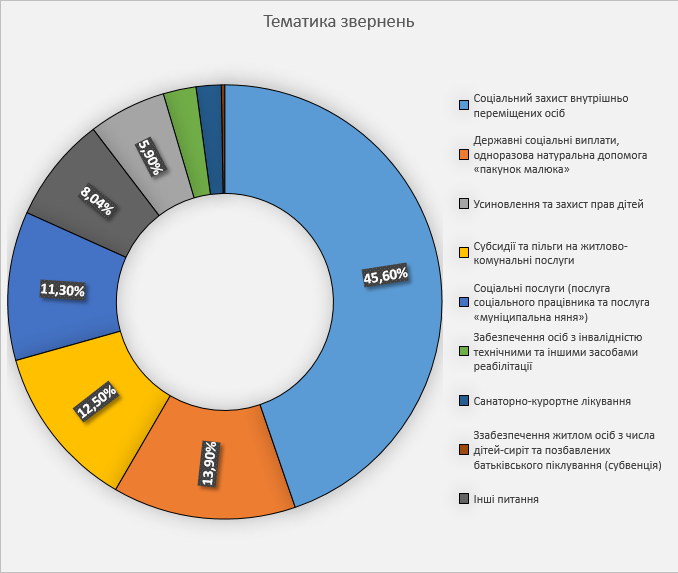 Тематика звернень
45,60%
13,90%
12,50%
11,30%
8,04%
5,90%
Соціальний захист внутрішньо
переміщених осіб
Державні соціальні виплати,
одноразова натуральна допомога
«пакунок малюка»
Усиновлення та захист прав дітей
Субсидії та пільги на житлово-
комунальні послуги
Соціальні послуги (послуга
соціального працівника та послуга
«муніципальна няня»)
Забезпечення осіб з інвалідністю
технічними та іншими засобами
реабілітації
Санаторно-курортне лікування
Ззабезпечення житлом осіб з числа
дітей-сиріт та позбавлених
батьківського піклування (субвенція)
Інші питання